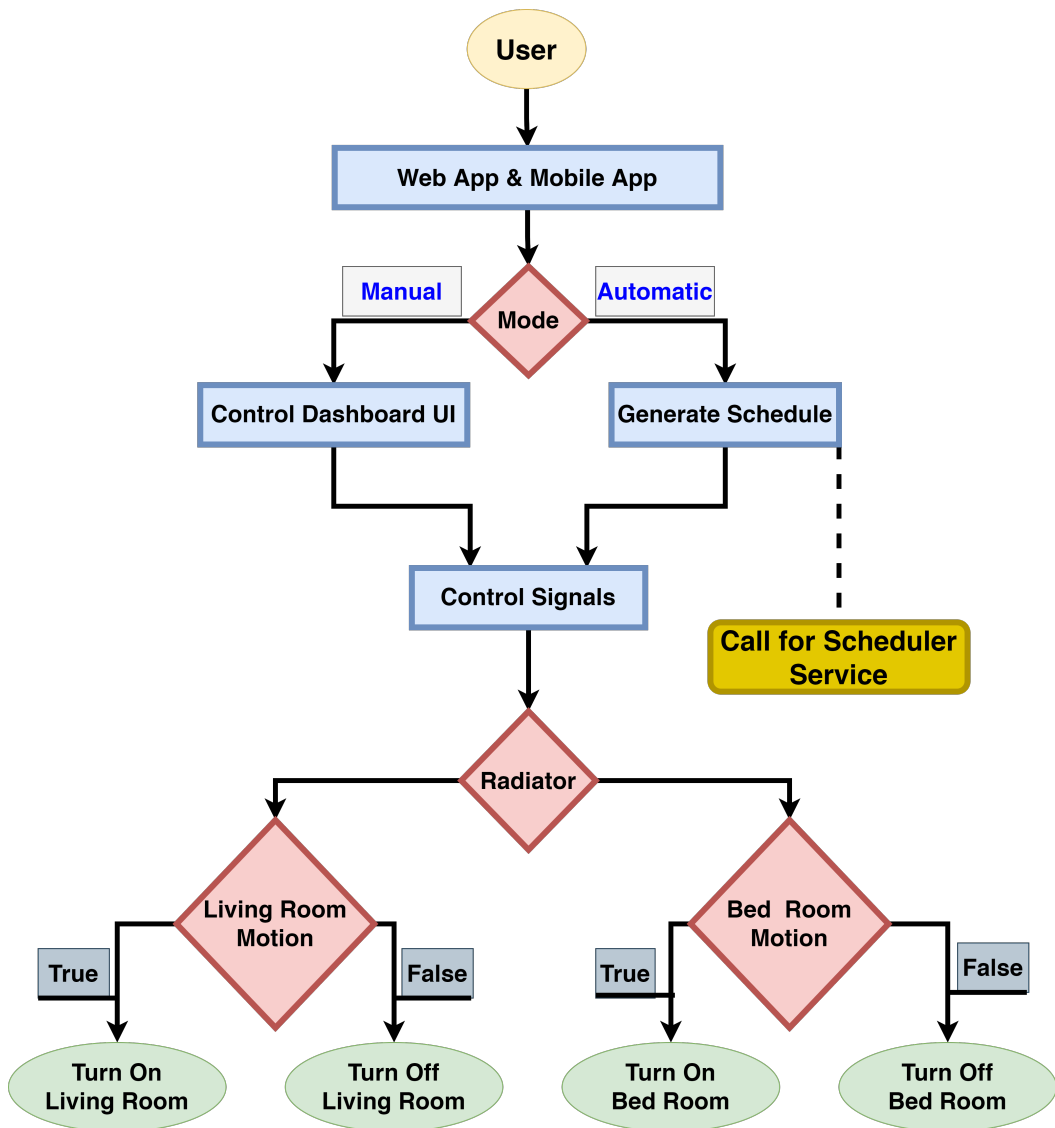 User
Web App & Mobile App
Manual
Automatic
Mode
Control Dashboard UI
Generate Schedule
Control Signals
Call for Scheduler
Service
Radiator
Living Room
Motion
Bed Room
Motion
True
False
True
False
Turn On
Living Room
Turn Off
Living Room
Turn On
Bed Room
Turn Off
Bed Room